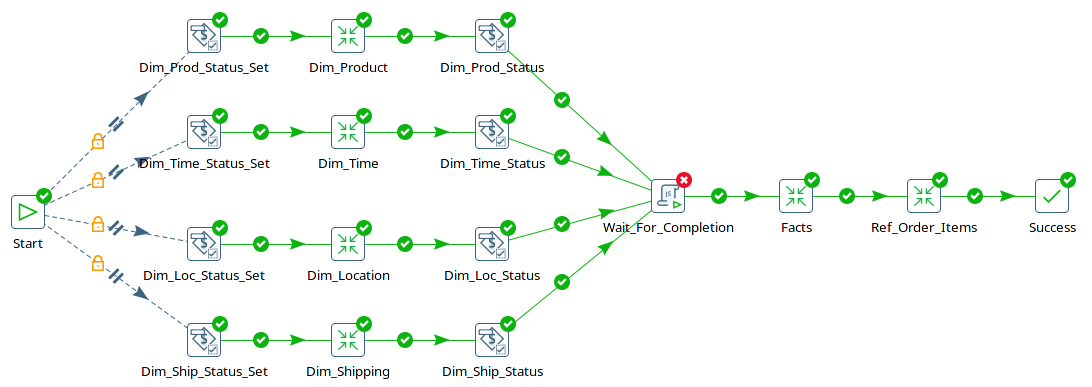 Dim_Prod_Status_Set
Dim_Product
Dim_Prod_Status
Dim_Time_Status_Set
Dim_Time
Dim_Time_Status
Start
Wait_For_Completion
Facts
Ref_Order_Items
Success
Dim_Loc_Status_Set
Dim_Location
Dim_Loc_Status
Dim_Ship_Status_Set
Dim_Shipping
Dim_Ship_Status